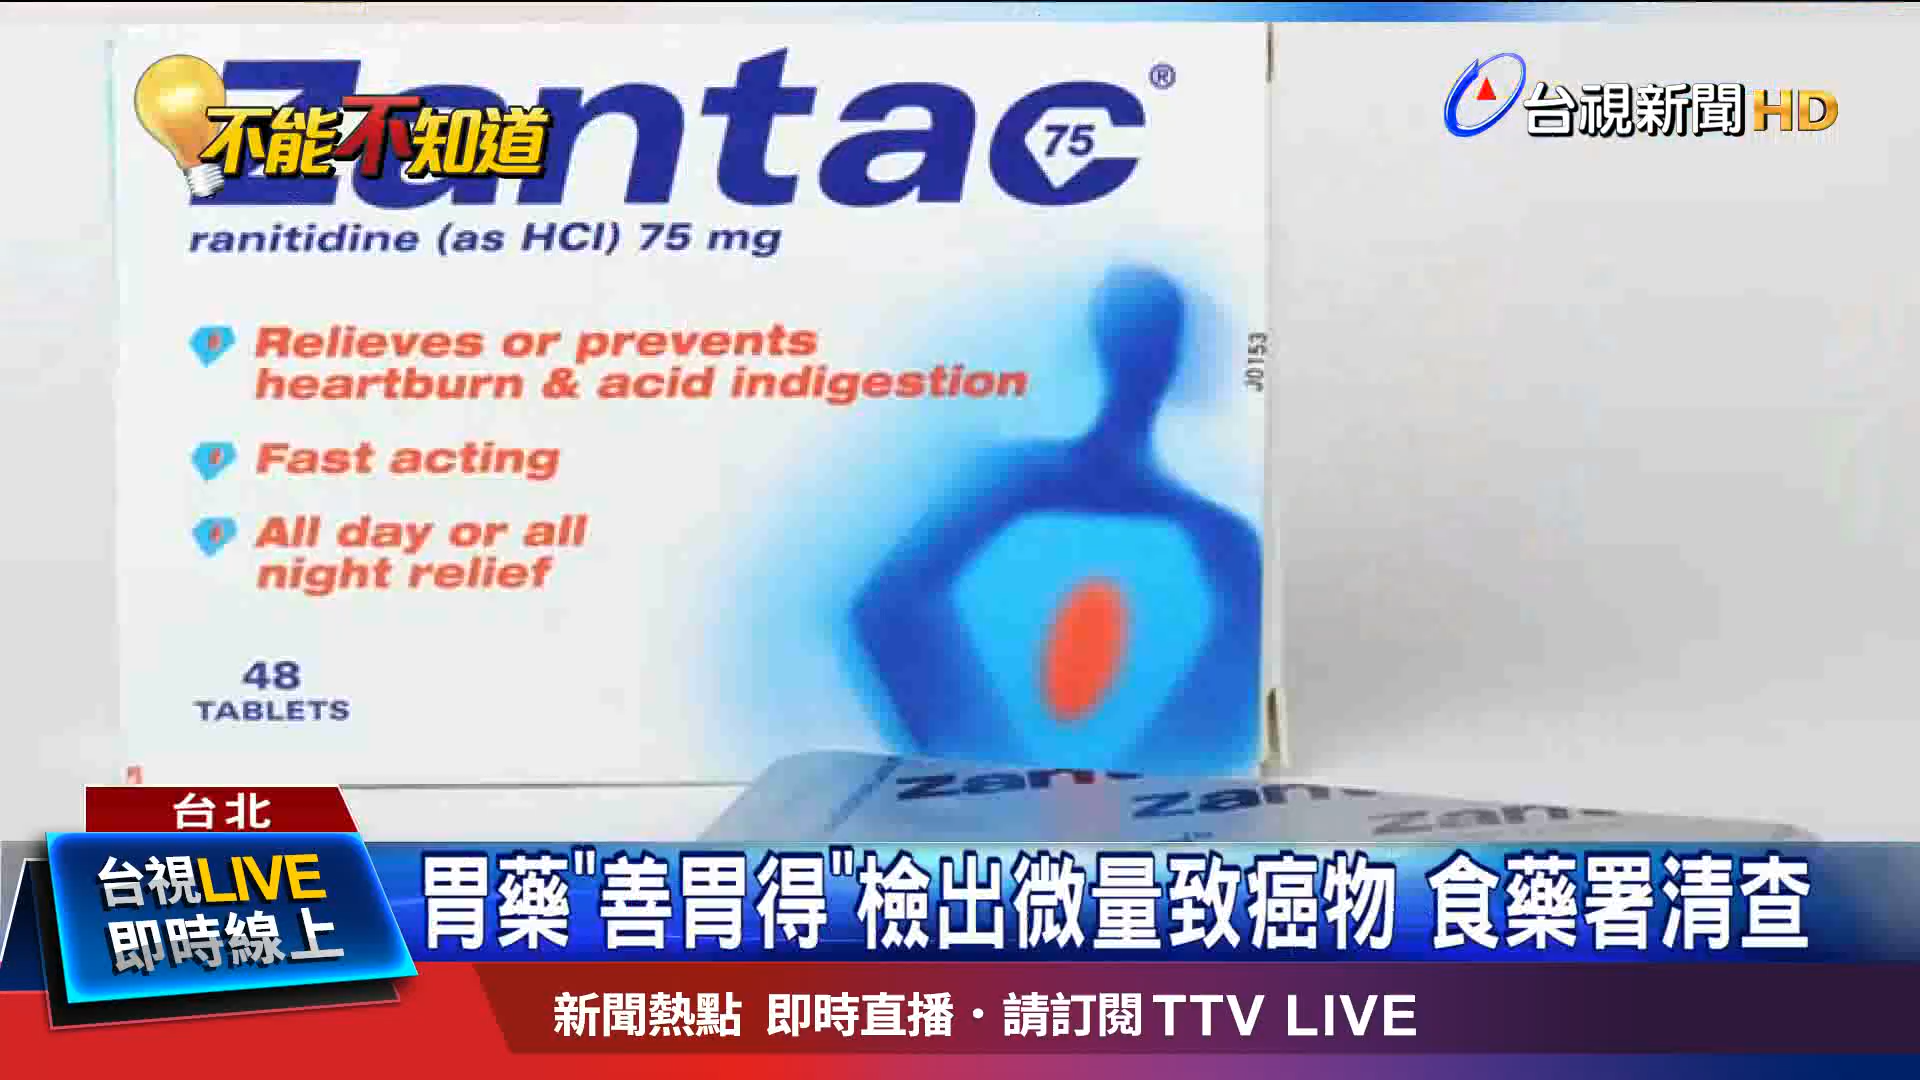 Zantac 75 ®
不能不知道
台視新聞HD
ranitidine (as HCl) 75 mg
Relieves or prevents
heartburn & acid indigestion
J0153
Fast acting
All day or all
night relief
48
TABLETS
台北
台視LIVE
即時線上
胃藥"善胃得"檢出微量致癌物 食藥署清查
新聞熱點 即時直播・請訂閱TTV LIVE